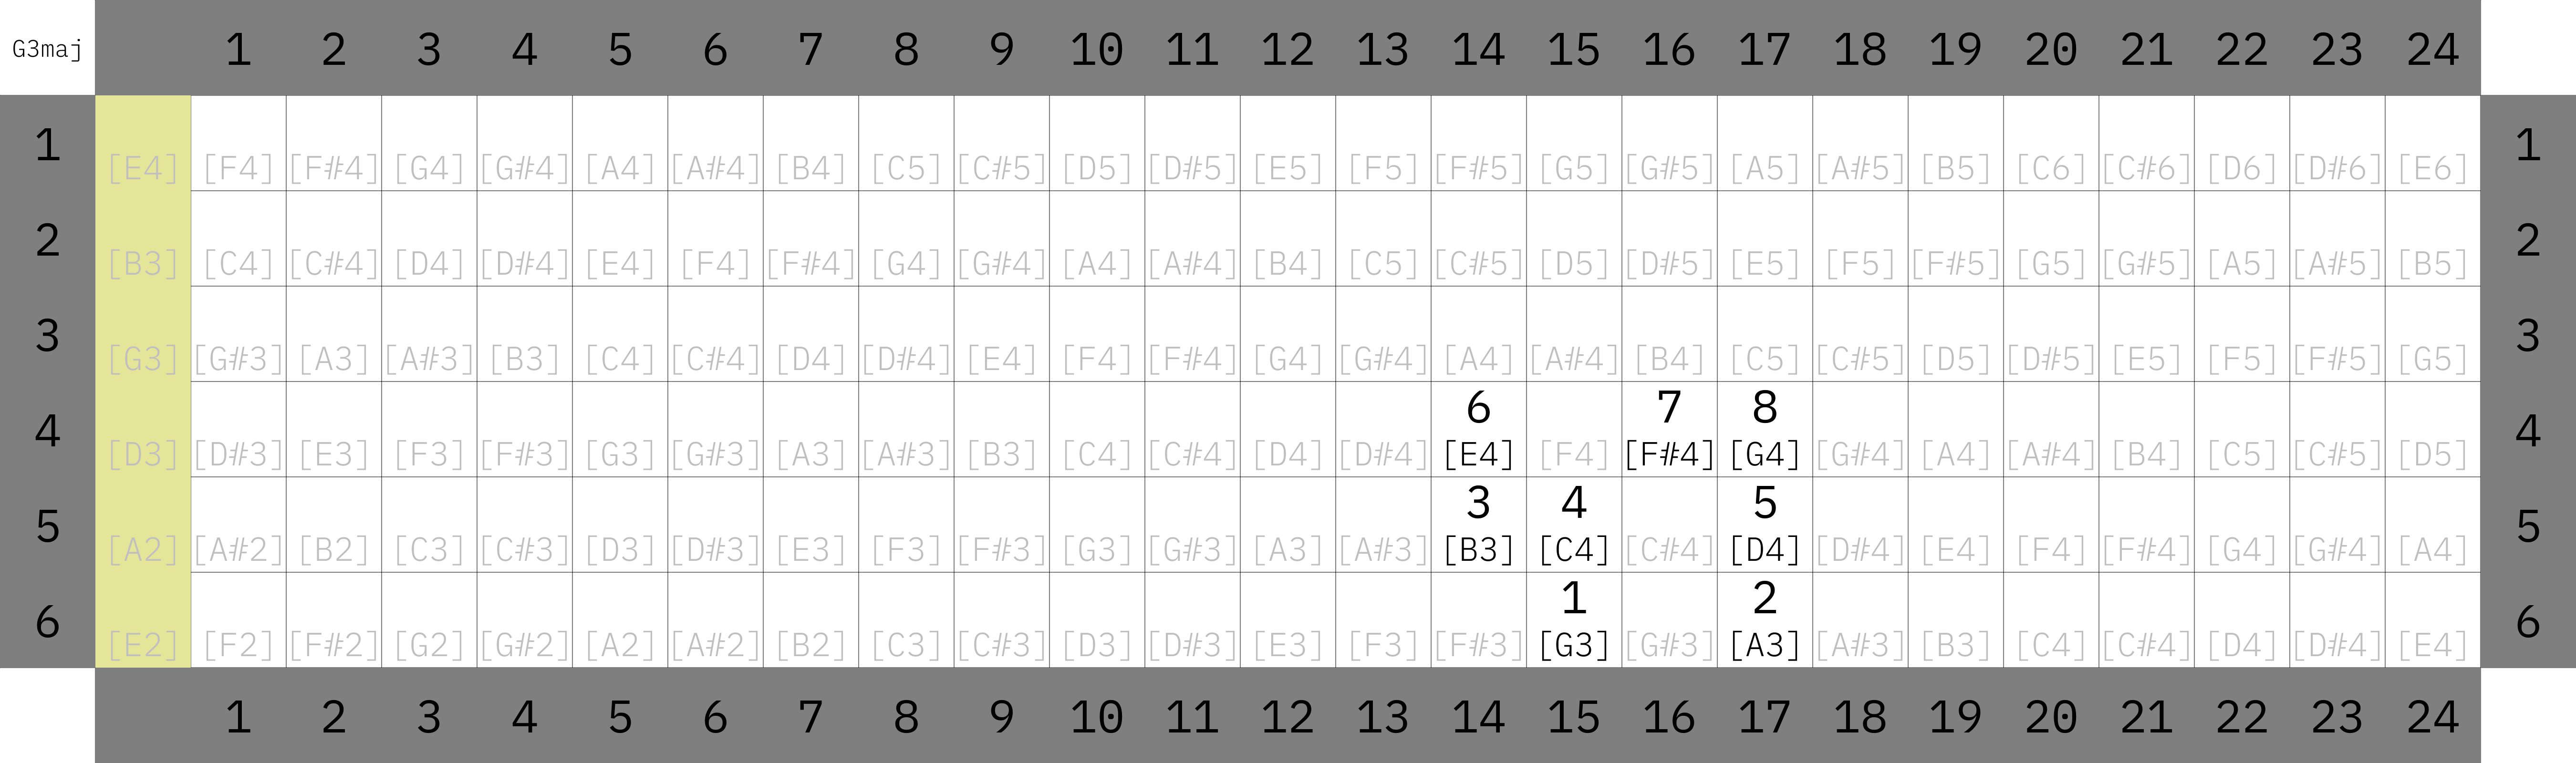 G3maj 1 2 3 4 5 6 7 8 9 10 11 12 13 14 15 16 17 18 19 20 21 22 23 24
1 [E4] [F4] [F#4] [G4] [G#4] [A4] [A#4] [B4] [C5] [C#5] [D5] [D#5] [E5] [F5] [F#5] [G5] [G#5] [A5] [A#5] [B5] [C6] [C#6] [D6] [D#6] [E6] 1
2 [B3] [C4] [C#4] [D4] [D#4] [E4] [F4] [F#4] [G4] [G#4] [A4] [A#4] [B4] [C5] [C#5] [D5] [D#5] [E5] [F5] [F#5] [G5] [G#5] [A5] [A#5] [B5] 2
3 [G3] [G#3] [A3] [A#3] [B3] [C4] [C#4] [D4] [D#4] [E4] [F4] [F#4] [G4] [G#4] [A4] [A#4] [B4] [C5] [C#5] [D5] [D#5] [E5] [F5] [F#5] [G5] 3
6 7 8
4 [D3] [D#3] [E3] [F3] [F#3] [G3] [G#3] [A3] [A#3] [B3] [C4] [C#4] [D4] [D#4] [E4] [F4] [F#4] [G4] [G#4] [A4] [A#4] [B4] [C5] [C#5] [D5] 4
3 4 5
5 [A2] [A#2] [B2] [C3] [C#3] [D3] [D#3] [E3] [F3] [F#3] [G3] [G#3] [A3] [A#3] [B3] [C4] [C#4] [D4] [D#4] [E4] [F4] [F#4] [G4] [G#4] [A4] 5
1 2
6 [E2] [F2] [F#2] [G2] [G#2] [A2] [A#2] [B2] [C3] [C#3] [D3] [D#3] [E3] [F3] [F#3] [G3] [G#3] [A3] [A#3] [B3] [C4] [C#4] [D4] [D#4] [E4] 6
1 2 3 4 5 6 7 8 9 10 11 12 13 14 15 16 17 18 19 20 21 22 23 24